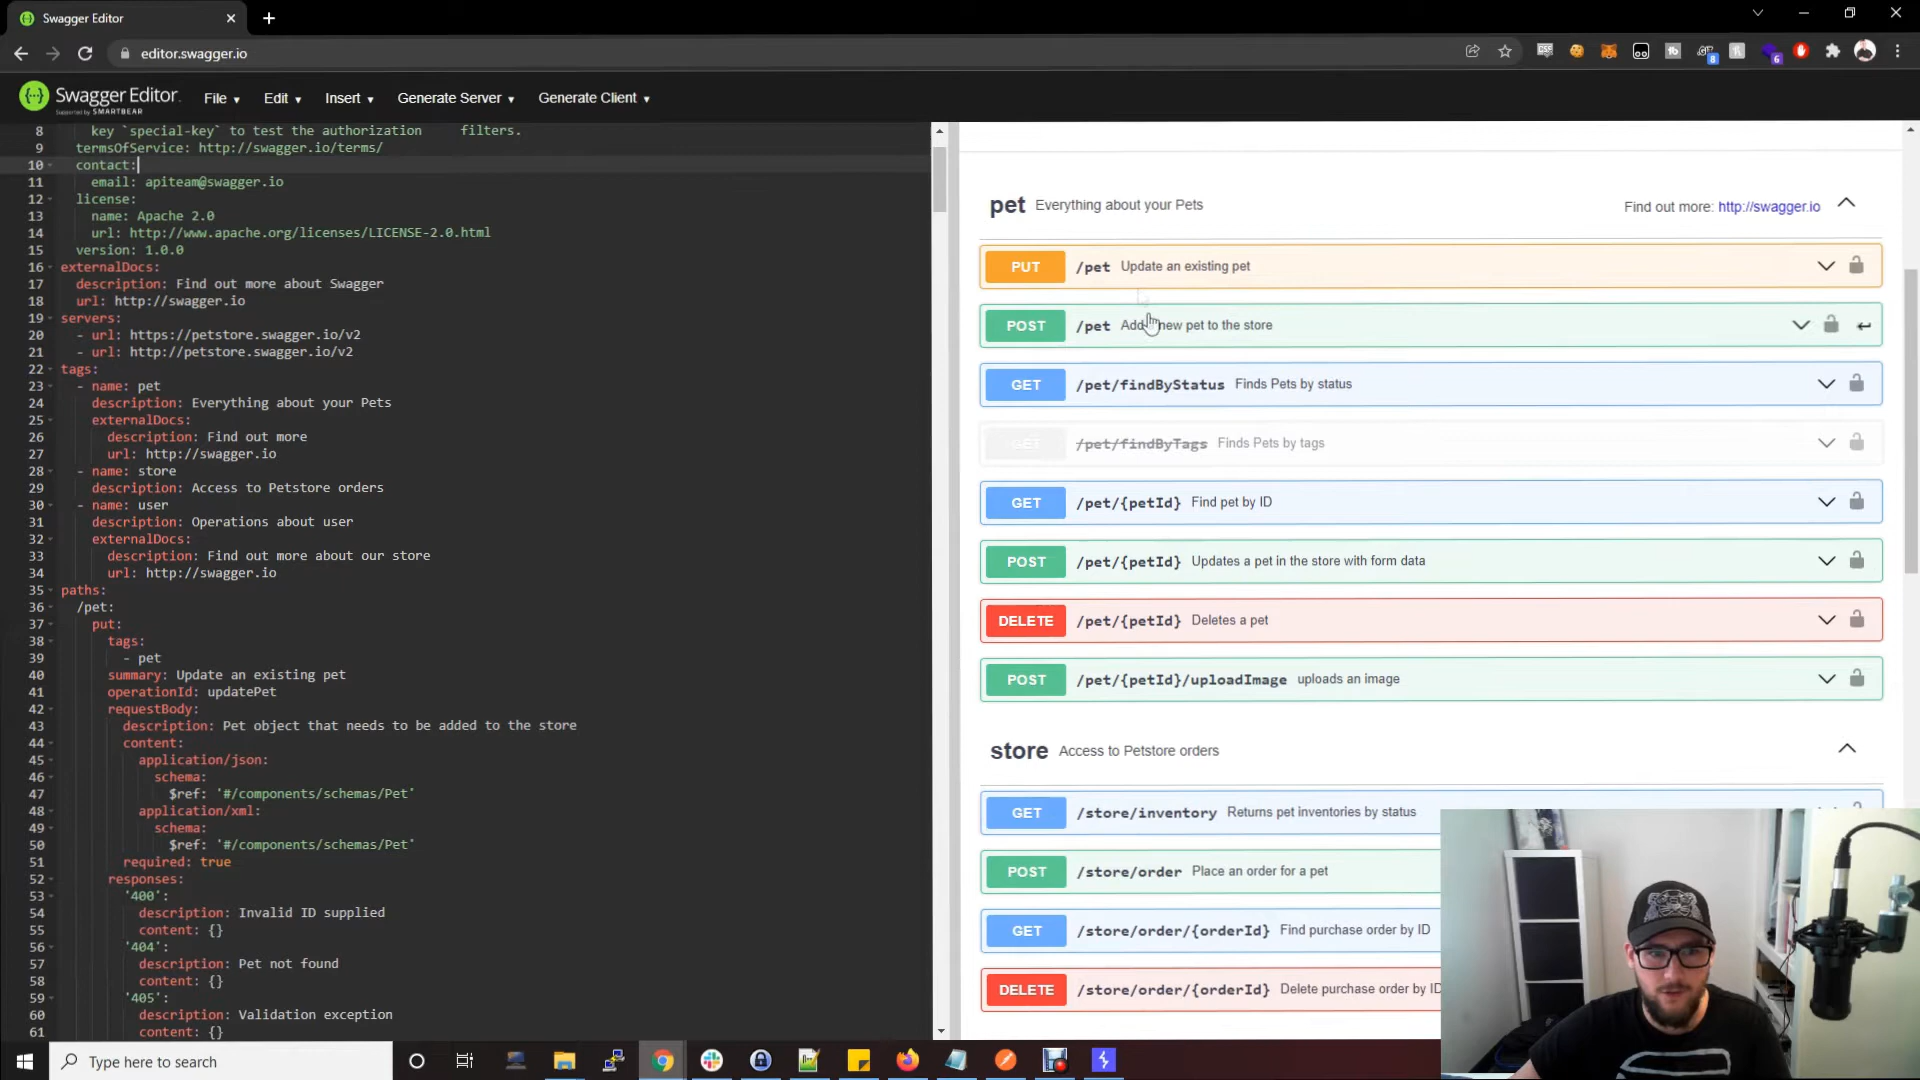 Swagger Editor
editor.swagger.io
Swagger Editor
Supported by SMARTBEAR
File
Edit
Insert
Generate Server
Generate Client
8 key `special-key` to test the authorization filters.
9 termsOfService: http://swagger.io/terms/
10 contact:
11 email: apiteam@swagger.io
12 license:
13 name: Apache 2.0
14 url: http://www.apache.org/licenses/LICENSE-2.0.html
15 version: 1.0.0
16 externalDocs:
17 description: Find out more about Swagger
18 url: http://swagger.io
19 servers:
20 - url: https://petstore.swagger.io/v2
21 - url: http://petstore.swagger.io/v2
22 tags:
23 - name: pet
24 description: Everything about your Pets
25 externalDocs:
26 description: Find out more
27 url: http://swagger.io
28 - name: store
29 description: Access to Petstore orders
30 - name: user
31 description: Operations about user
32 externalDocs:
33 description: Find out more about our store
34 url: http://swagger.io
35 paths:
36 /pet:
37 put:
38 tags:
39 - pet
40 summary: Update an existing pet
41 operationId: updatePet
42 requestBody:
43 description: Pet object that needs to be added to the store
44 content:
45 application/json:
46 schema:
47 $ref: '#/components/schemas/Pet'
48 application/xml:
49 schema:
50 $ref: '#/components/schemas/Pet'
51 required: true
52 responses:
53 '400':
54 description: Invalid ID supplied
55 content: {}
56 '404':
57 description: Pet not found
58 content: {}
59 '405':
60 description: Validation exception
61 content: {}
pet Everything about your Pets Find out more: http://swagger.io
PUT /pet Update an existing pet
POST /pet Add new pet to the store
GET /pet/findByStatus Finds Pets by status
GET /pet/findByTags Finds Pets by tags
GET /pet/{petId} Find pet by ID
POST /pet/{petId} Updates a pet in the store with form data
DELETE /pet/{petId} Deletes a pet
POST /pet/{petId}/uploadImage uploads an image
store Access to Petstore orders
GET /store/inventory Returns pet inventories by status
POST /store/order Place an order for a pet
GET /store/order/{orderId} Find purchase order by ID
DELETE /store/order/{orderId} Delete purchase order by ID
Type here to search